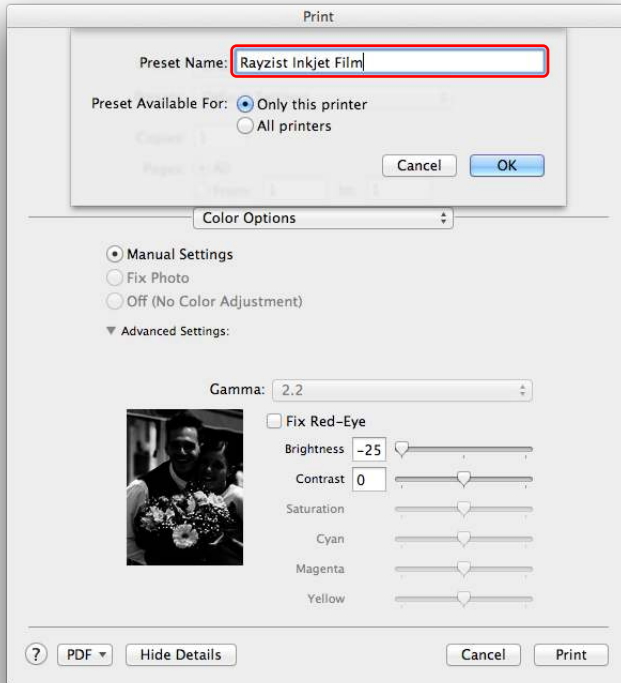 Print
Preset Name: Rayzist Inkjet Film
Preset Available For: Only this printer
All printers
Cancel OK
Color Options
Manual Settings
Fix Photo
Off (No Color Adjustment)
Advanced Settings:
Gamma: 2.2
Fix Red-Eye
Brightness -25
Contrast 0
Saturation
Cyan
Magenta
Yellow
? PDF Hide Details Cancel Print